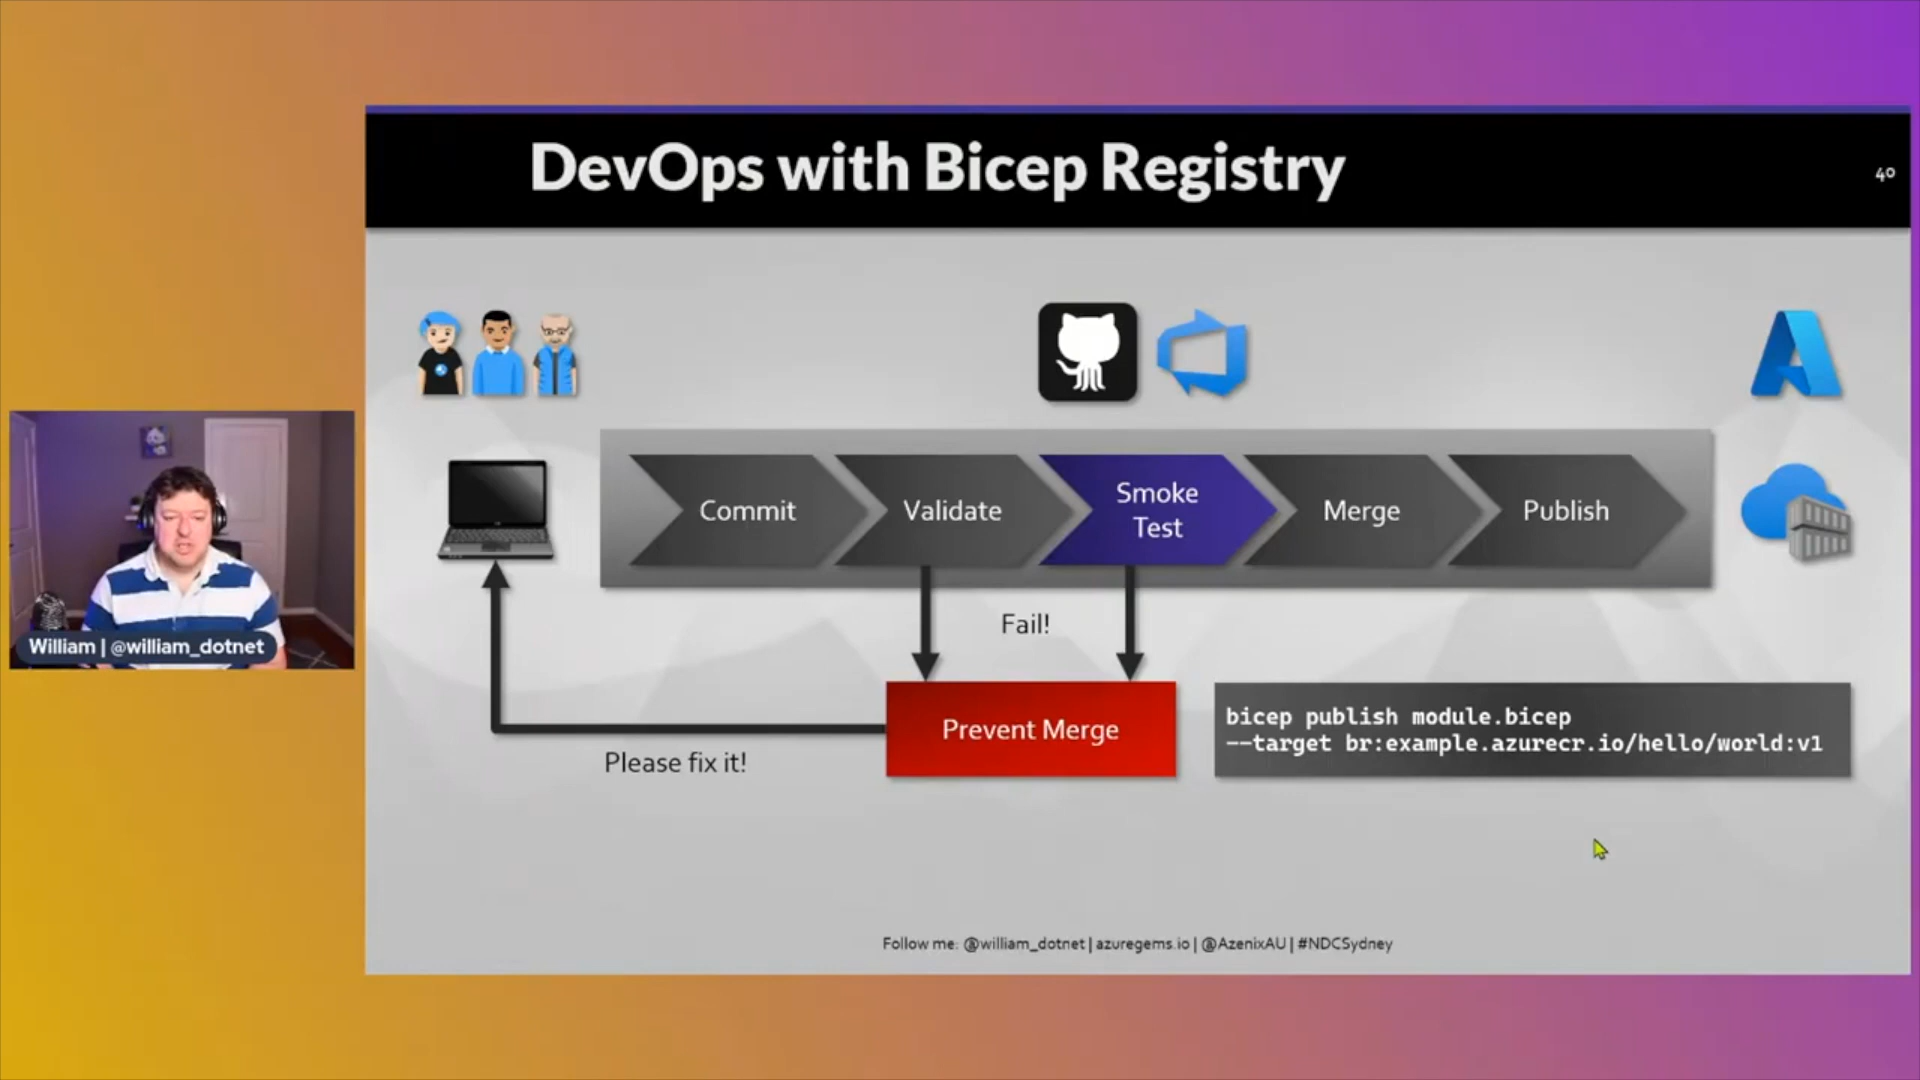 DevOps with Bicep Registry
40
Commit
Validate
Smoke
Test
Merge
Publish
Fail!
Prevent Merge
Please fix it!
bicep publish module.bicep
--target br:example.azurecr.io/hello/world:v1
William | @william_dotnet
Follow me: @william_dotnet | azuregems.io | @AzenixAU | #NDCSydney